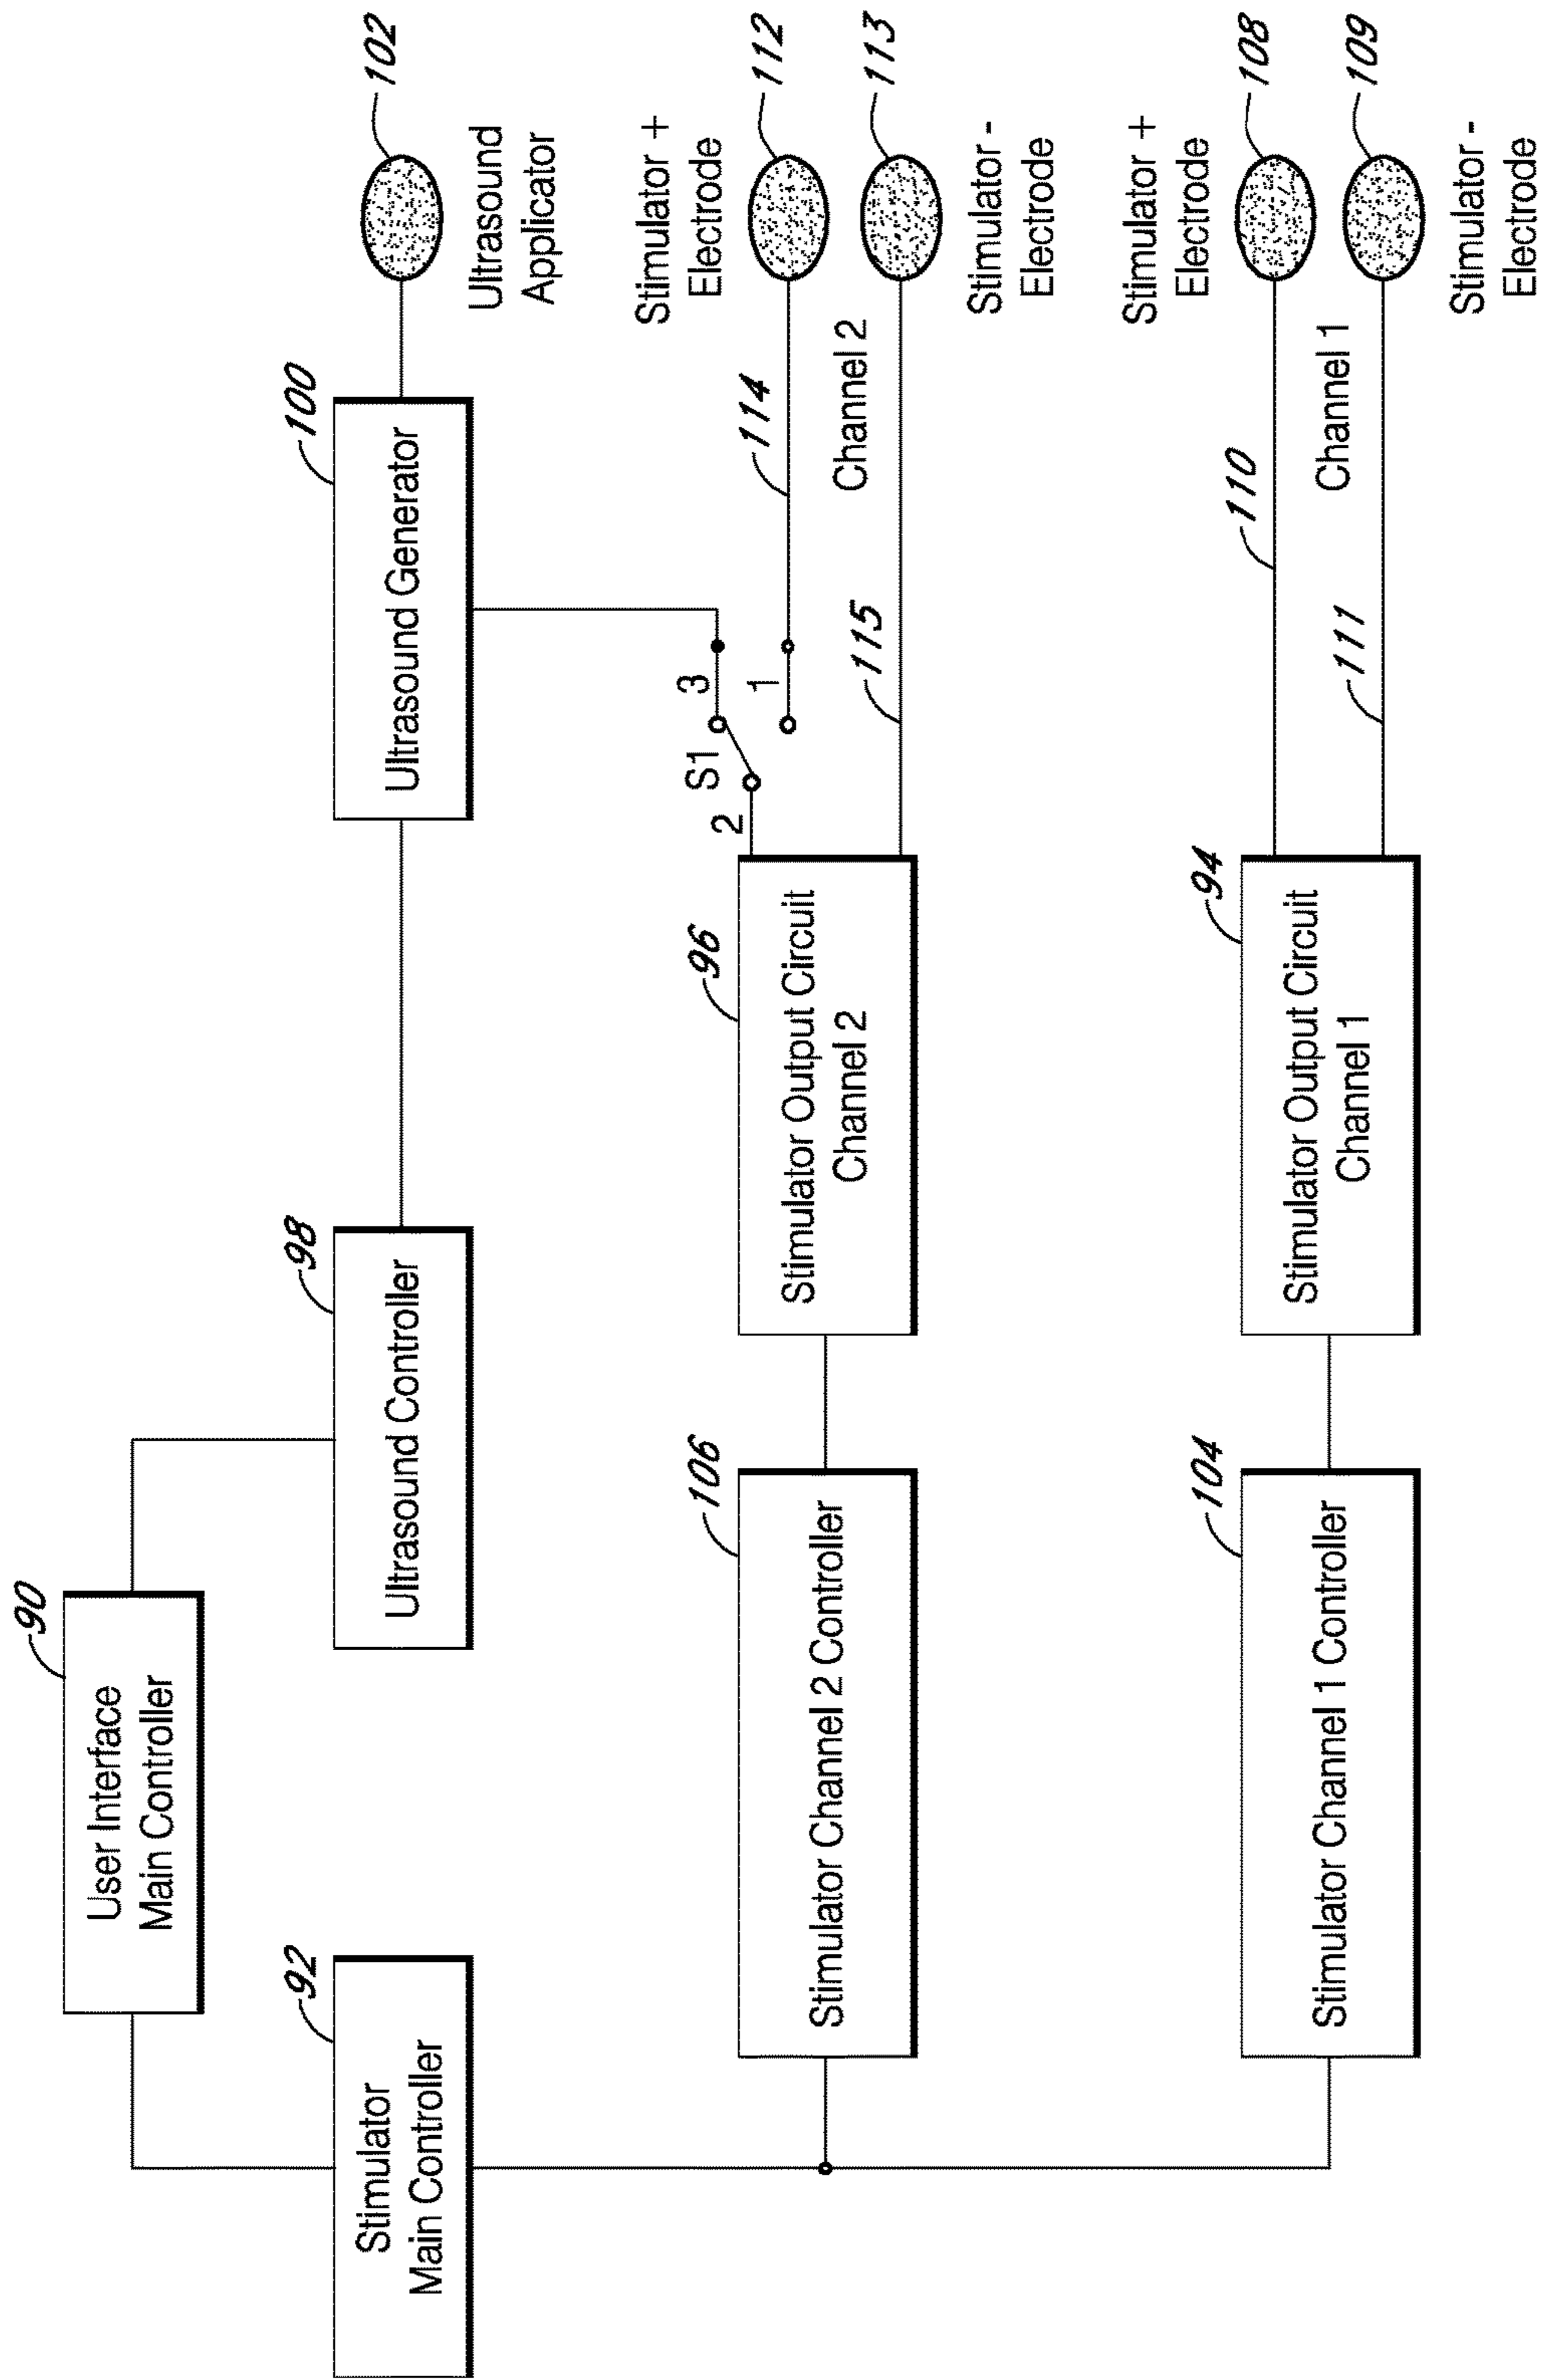 90
User Interface
Main Controller
92
Stimulator
Main Controller
98
Ultrasound Controller
100
Ultrasound Generator
102
Ultrasound
Applicator
106
Stimulator Channel 2 Controller
96
Stimulator Output Circuit
Channel 2
2
S1
3
1
114
115
Channel 2
Stimulator +
Electrode
112
113
Stimulator -
Electrode
104
Stimulator Channel 1 Controller
94
Stimulator Output Circuit
Channel 1
110
111
Channel 1
Stimulator +
Electrode
108
109
Stimulator -
Electrode